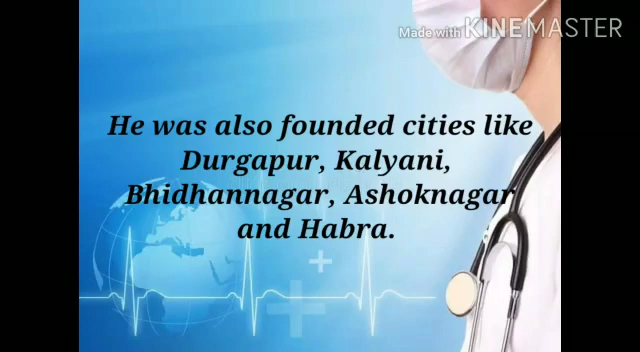 Made with KINEMASTER
He was also founded cities like
Durgapur, Kalyani,
Bhidhannagar, Ashoknagar
and Habra.